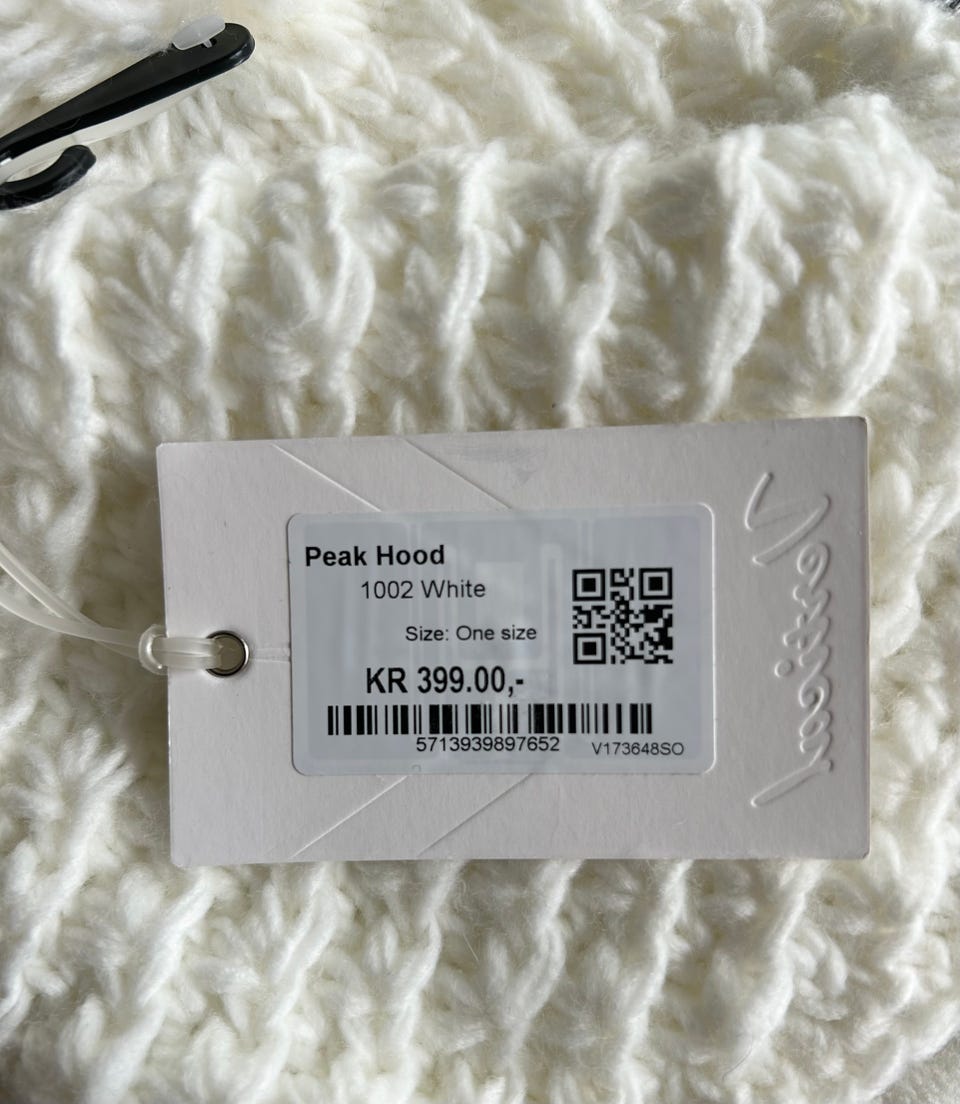 Peak Hood
1002 White
Size: One size
KR 399.00,-
5713939897652
V173648SO